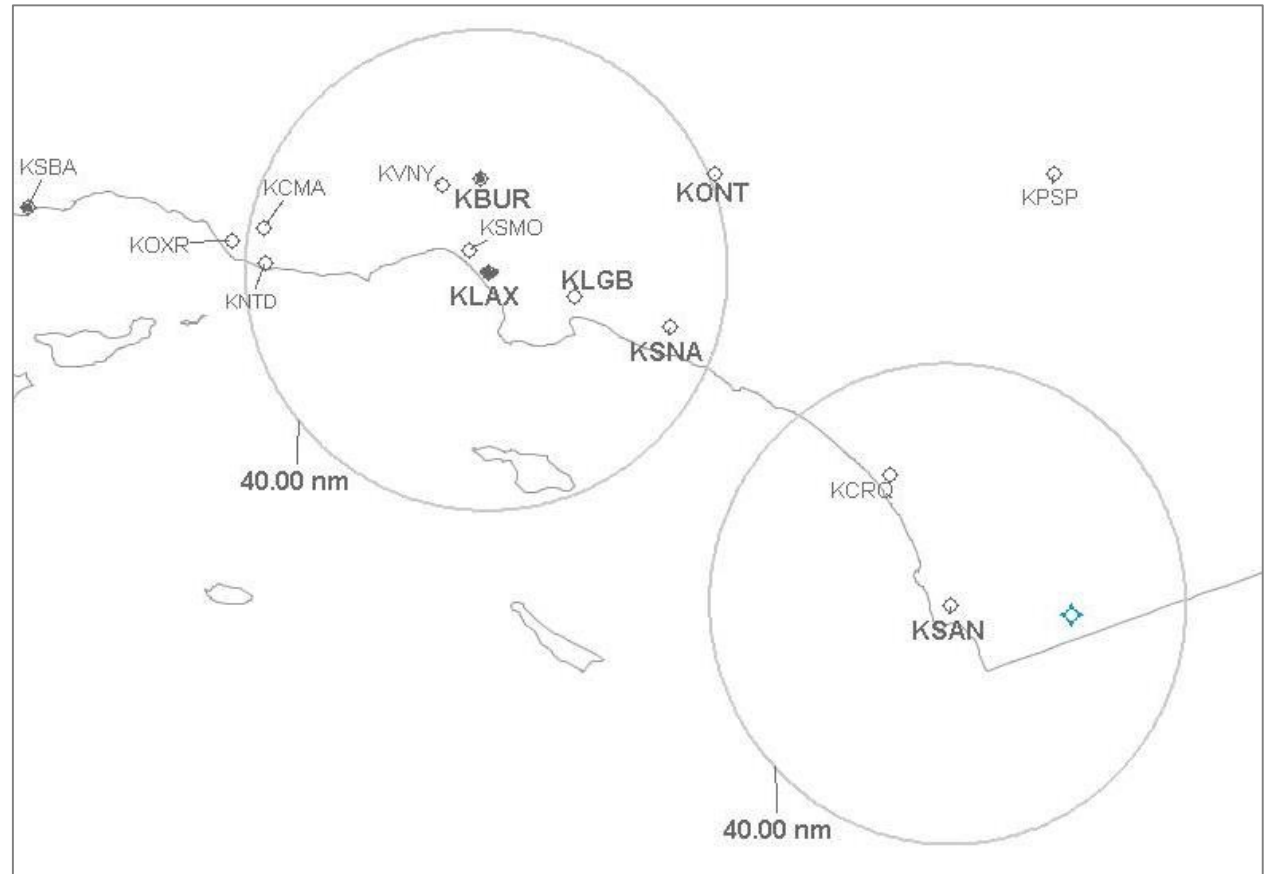 KSBA
KCMA
KVNY
KBUR
KONT
KPSP
KOXR
KSMO
KNTD
KLAX
KLGB
KSNA
40.00 nm
KCRQ
KSAN
40.00 nm